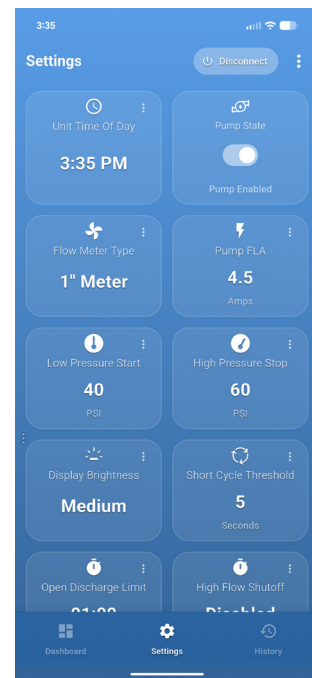 3:35
Settings
Disconnect
Unit Time Of Day
3:35 PM
Pump State
Pump Enabled
Flow Meter Type
1" Meter
Pump FLA
4.5
Amps
Low Pressure Start
40
PSI
High Pressure Stop
60
PSI
Display Brightness
Medium
Short Cycle Threshold
5
Seconds
Open Discharge Limit
High Flow Shutoff
Disabled
Dashboard
Settings
History